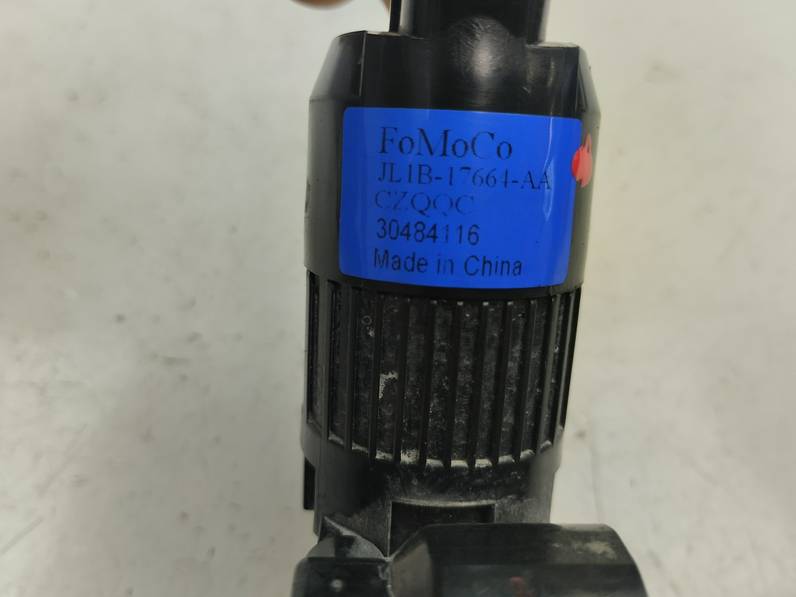 FoMoCo
JL1B-17664-AA
CZQQC
30484116
Made in China